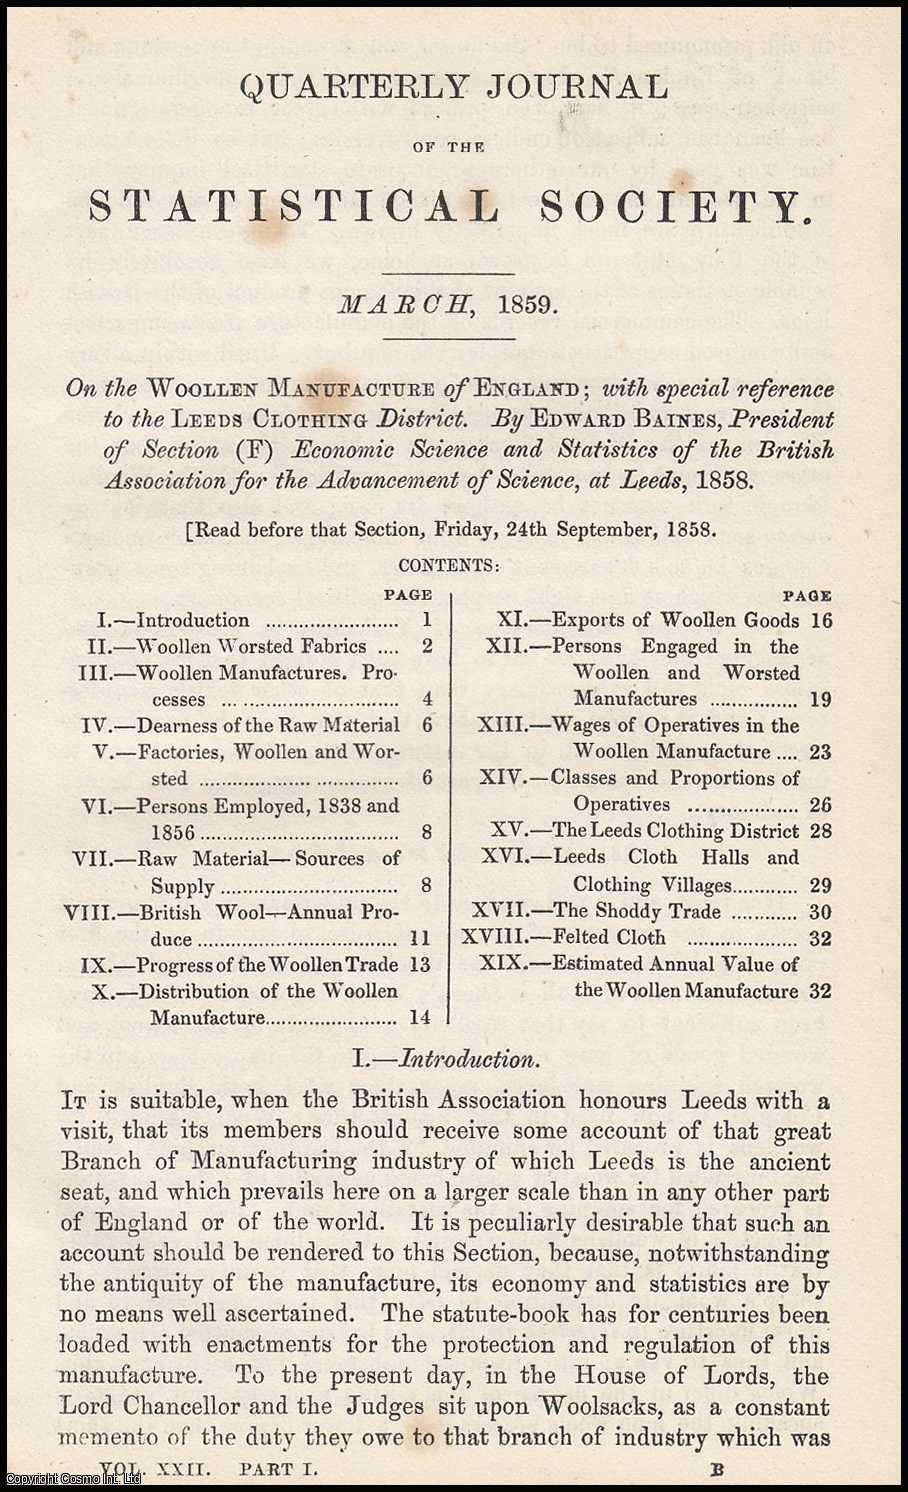 QUARTERLY JOURNAL
OF THE
STATISTICAL SOCIETY.
MARCH, 1859.
On the WOOLLEN MANUFACTURE of ENGLAND; with special reference
to the LEEDS CLOTHING District. By EDWARD BAINES, President
of Section (F) Economic Science and Statistics of the British
Association for the Advancement of Science, at Leeds, 1858.
[Read before that Section, Friday, 24th September, 1858.
CONTENTS:
PAGE
I.—Introduction ........................ 1
II.—Woollen Worsted Fabrics .... 2
III.—Woollen Manufactures. Pro-
cesses ................................ 4
IV.—Dearness of the Raw Material 6
V.—Factories, Woollen and Wor-
sted .................................... 6
VI.—Persons Employed, 1838 and
1856 .................................... 8
VII.—Raw Material—Sources of
Supply ................................ 8
VIII.—British Wool—Annual Pro-
duce .................................... 11
IX.—Progress of the Woollen Trade 13
X.—Distribution of the Woollen
Manufacture........................ 14
PAGE
XI.—Exports of Woollen Goods 16
XII.—Persons Engaged in the
Woollen and Worsted
Manufactures ................ 19
XIII.—Wages of Operatives in the
Woollen Manufacture .... 23
XIV.—Classes and Proportions of
Operatives .................... 26
XV.—The Leeds Clothing District 28
XVI.—Leeds Cloth Halls and
Clothing Villages............ 29
XVII.—The Shoddy Trade ............ 30
XVIII.—Felted Cloth .................... 32
XIX.—Estimated Annual Value of
the Woollen Manufacture 32
I.—Introduction.
IT is suitable, when the British Association honours Leeds with a
visit, that its members should receive some account of that great
Branch of Manufacturing industry of which Leeds is the ancient
seat, and which prevails here on a larger scale than in any other part
of England or of the world. It is peculiarly desirable that such an
account should be rendered to this Section, because, notwithstanding
the antiquity of the manufacture, its economy and statistics are by
no means well ascertained. The statute-book has for centuries been
loaded with enactments for the protection and regulation of this
manufacture. To the present day, in the House of Lords, the
Lord Chancellor and the Judges sit upon Woolsacks, as a constant
memento of the duty they owe to that branch of industry which was
VOL. XXII. PART I. B
Copyright Cosmo Int. Ltd